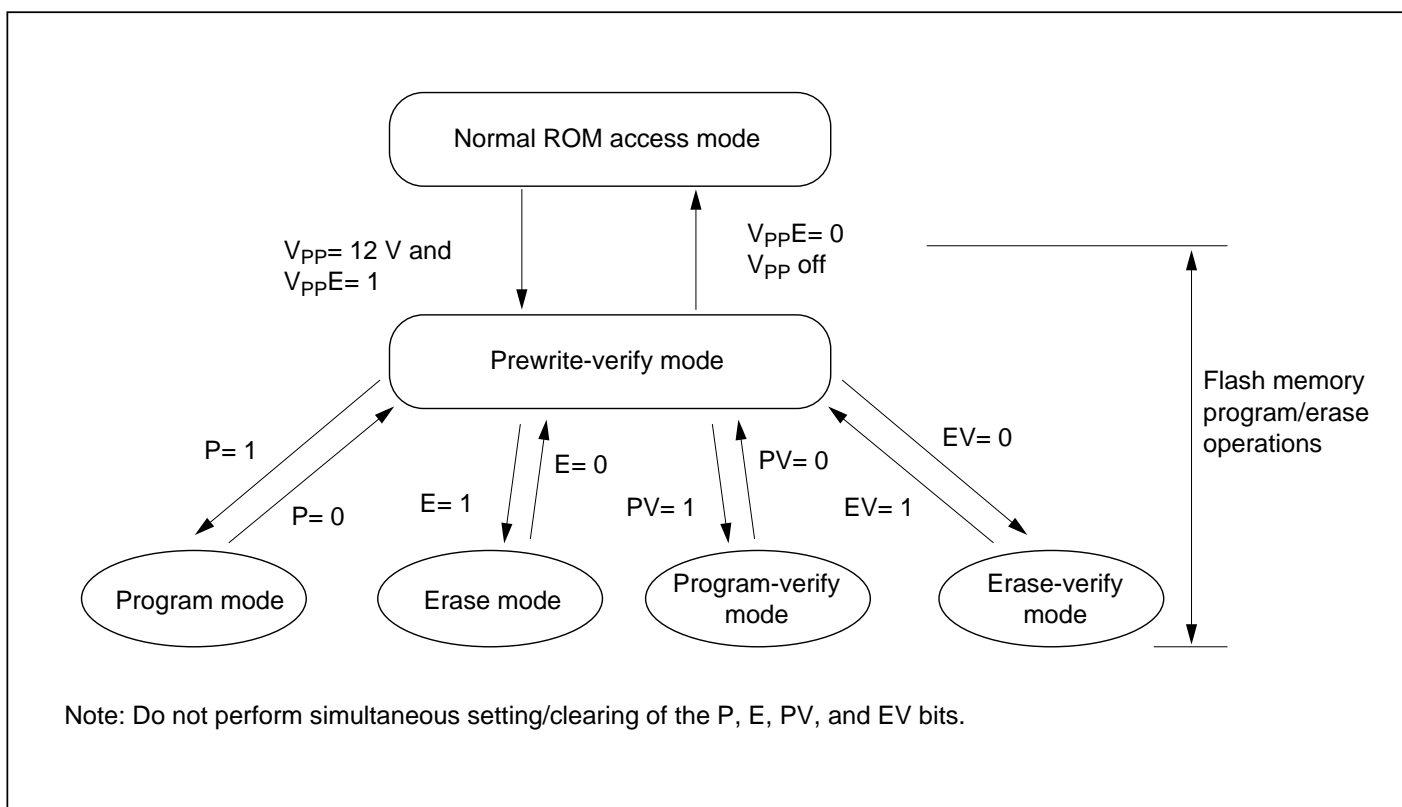 Normal ROM access mode
VPP= 12 V and
VPPE= 1
VPPE= 0
VPP off
Prewrite-verify mode
Flash memory
program/erase
operations
P= 1
P= 0
E= 1
E= 0
PV= 1
PV= 0
EV= 0
EV= 1
Program mode
Erase mode
Program-verify
mode
Erase-verify
mode
Note: Do not perform simultaneous setting/clearing of the P, E, PV, and EV bits.